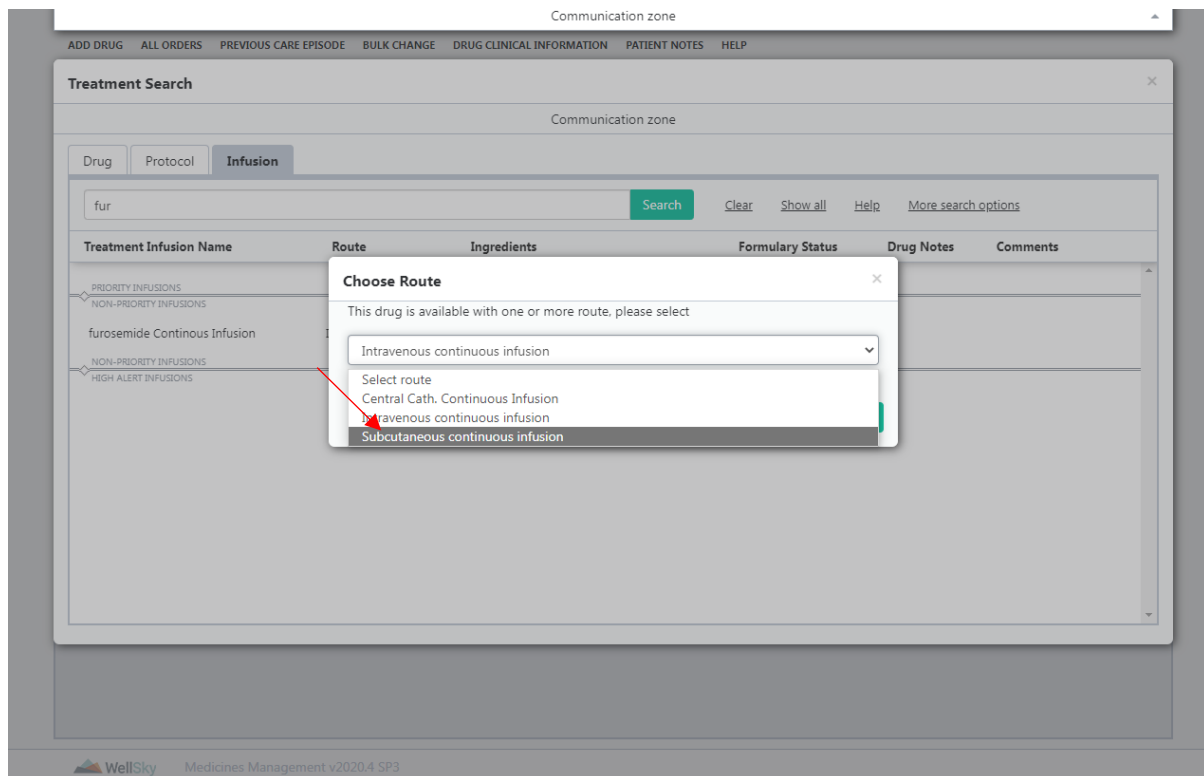 Communication zone
ADD DRUG ALL ORDERS PREVIOUS CARE EPISODE BULK CHANGE DRUG CLINICAL INFORMATION PATIENT NOTES HELP
Treatment Search
Communication zone
Drug Protocol Infusion
fur Search Clear Show all Help More search options
Treatment Infusion Name Route Ingredients Formulary Status Drug Notes Comments
PRIORITY INFUSIONS
NON-PRIORITY INFUSIONS
furosemide Continous Infusion
NON-PRIORITY INFUSIONS
HIGH ALERT INFUSIONS
Choose Route
This drug is available with one or more route, please select
Intravenous continuous infusion
Select route
Central Cath. Continuous Infusion
Intravenous continuous infusion
Subcutaneous continuous infusion
WellSky Medicines Management v2020.4 SP3